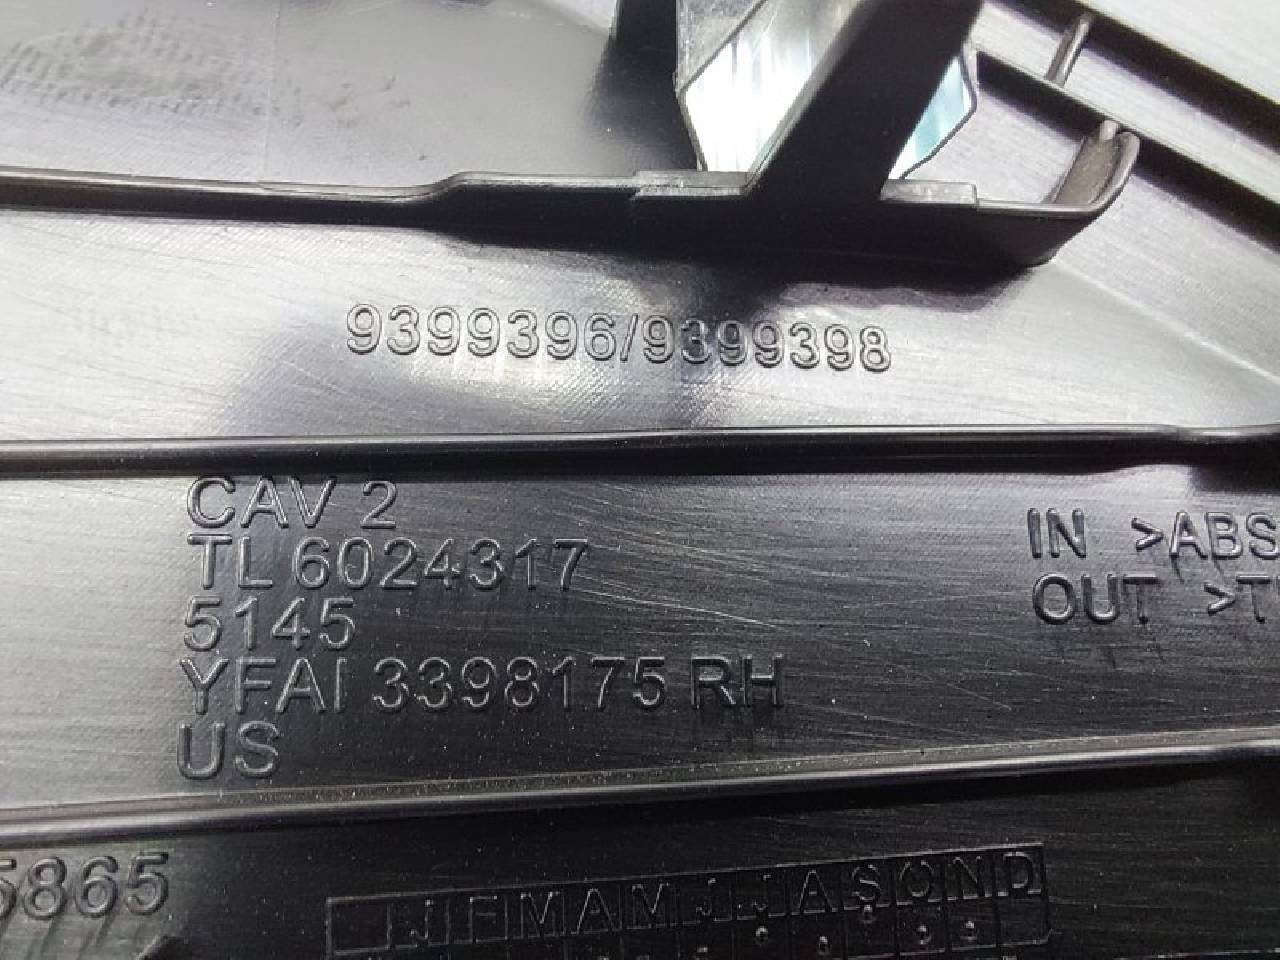 9399396/9399398
CAV 2
TL 6024317
5145
YFAI 3398175 RH
US
IN >ABS
OUT >T
5865
J F M A M J J A S O N D